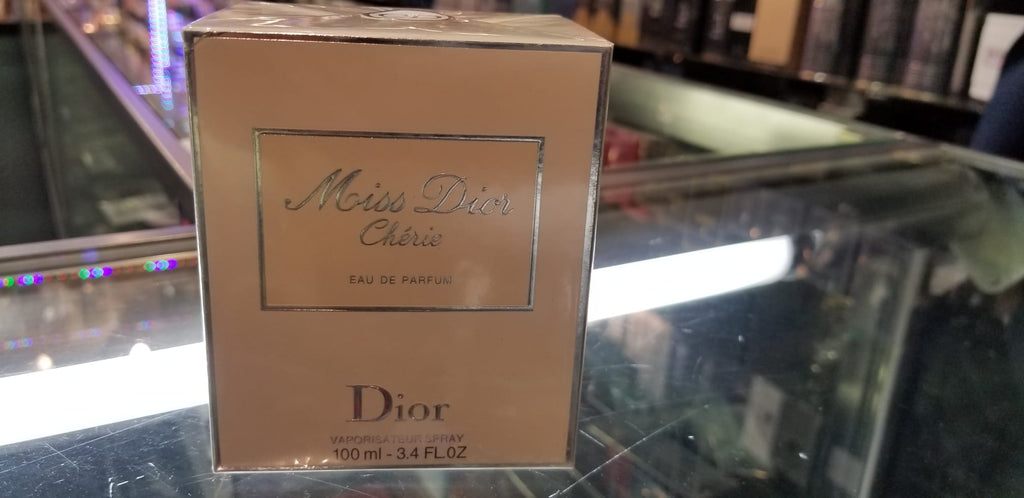 Miss Dior
Chérie
EAU DE PARFUM
Dior
VAPORISATEUR SPRAY
100 ml - 3.4 FL.OZ